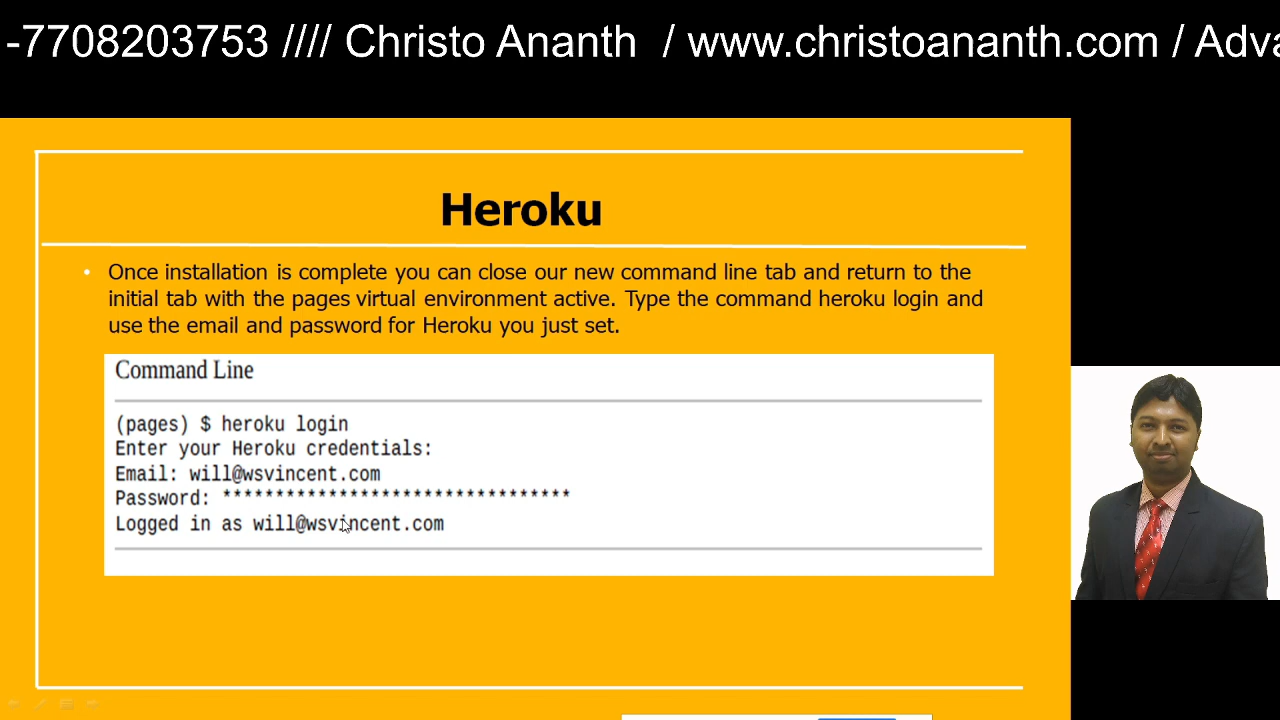 -7708203753 //// Christo Ananth / www.christoananth.com / Adva
Heroku
• Once installation is complete you can close our new command line tab and return to the
initial tab with the pages virtual environment active. Type the command heroku login and
use the email and password for Heroku you just set.
Command Line
(pages) $ heroku login
Enter your Heroku credentials:
Email: will@wsvincent.com
Password: *********************************
Logged in as will@wsvincent.com